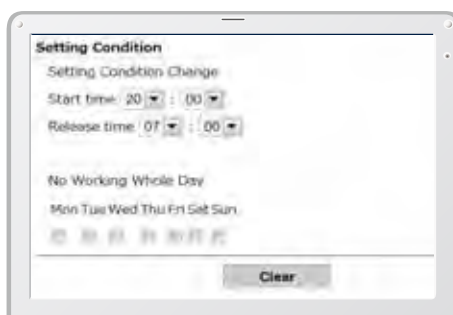 Setting Condition
Setting Condition Change
Start time 20 : 00
Release time 07 : 00
No Working Whole Day
Mon Tue Wed Thu Fri Sat Sun
Clear